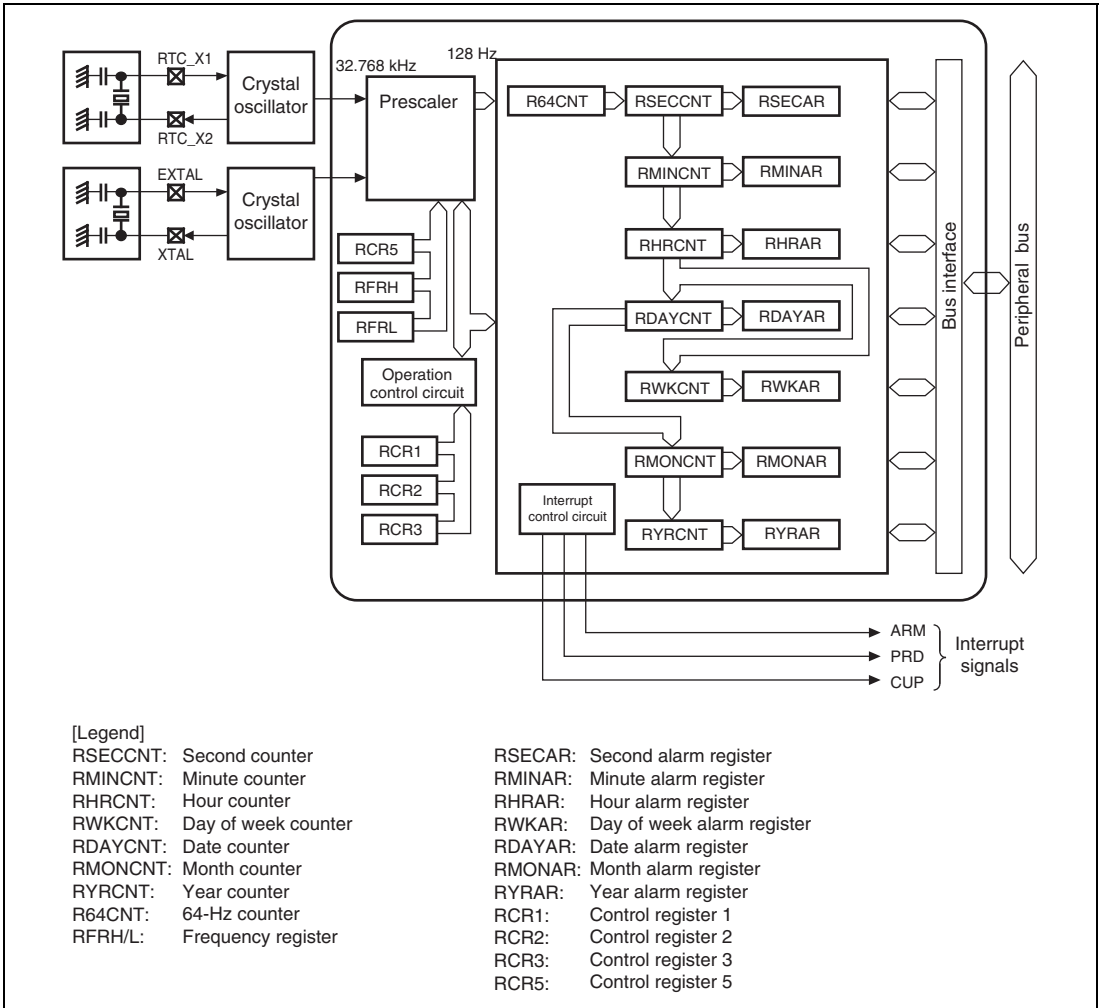 RTC_X1
RTC_X2
Crystal
oscillator
EXTAL
XTAL
Crystal
oscillator
32.768 kHz
128 Hz
Prescaler
RCR5
RFRH
RFRL
Operation
control circuit
RCR1
RCR2
RCR3
R64CNT
RSECCNT
RSECAR
RMINCNT
RMINAR
RHRCNT
RHRAR
RDAYCNT
RDAYAR
RWKCNT
RWKAR
RMONCNT
RMONAR
RYRCNT
RYRAR
Interrupt
control circuit
Bus interface
Peripheral bus
ARM
PRD
CUP
Interrupt
signals
[Legend]
RSECCNT: Second counter
RMINCNT: Minute counter
RHRCNT: Hour counter
RWKCNT: Day of week counter
RDAYCNT: Date counter
RMONCNT: Month counter
RYRCNT: Year counter
R64CNT: 64-Hz counter
RFRH/L: Frequency register
RSECAR: Second alarm register
RMINAR: Minute alarm register
RHRAR: Hour alarm register
RWKAR: Day of week alarm register
RDAYAR: Date alarm register
RMONAR: Month alarm register
RYRAR: Year alarm register
RCR1: Control register 1
RCR2: Control register 2
RCR3: Control register 3
RCR5: Control register 5